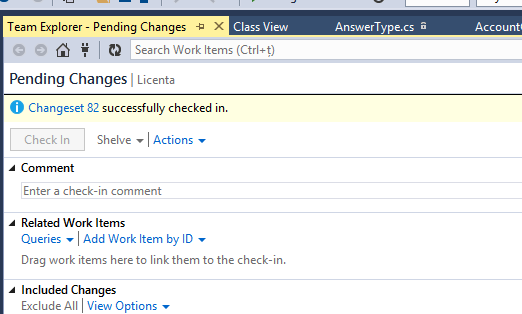 Team Explorer - Pending Changes Class View AnswerType.cs Account
Search Work Items (Ctrl+ț)
Pending Changes | Licenta
Changeset 82 successfully checked in.
Check In Shelve Actions
Comment
Enter a check-in comment
Related Work Items
Queries Add Work Item by ID
Drag work items here to link them to the check-in.
Included Changes
Exclude All View Options